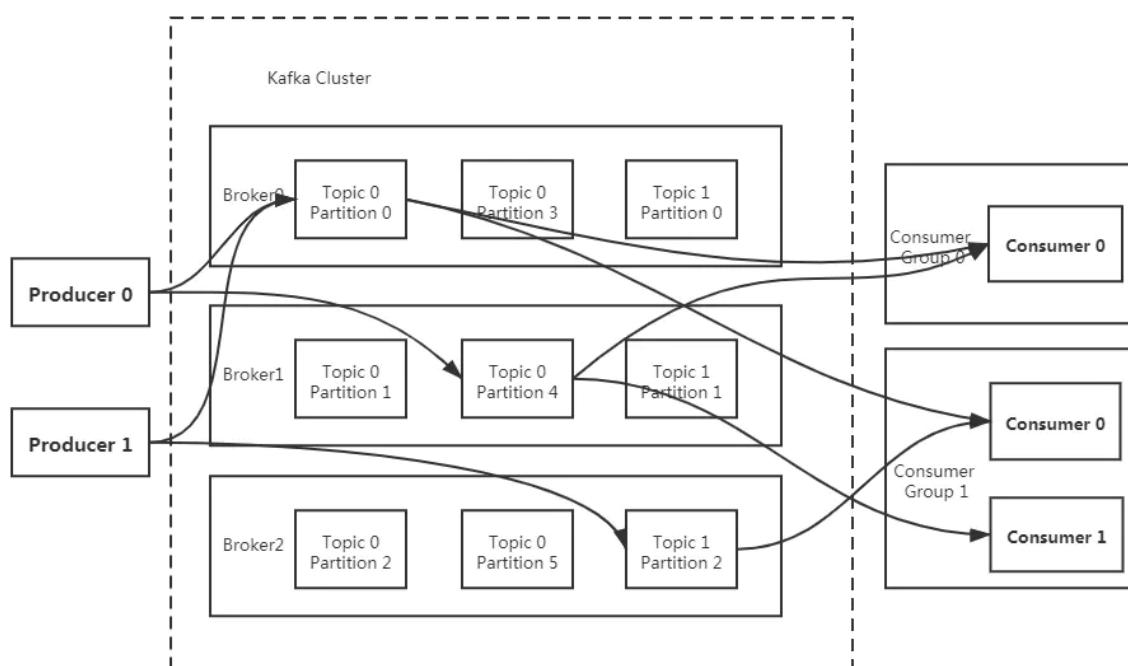 Kafka Cluster
Broker0
Topic 0
Partition 0
Topic 0
Partition 3
Topic 1
Partition 0
Consumer
Group 0
Consumer 0
Producer 0
Broker1
Topic 0
Partition 1
Topic 0
Partition 4
Topic 1
Partition 1
Producer 1
Consumer 0
Consumer
Group 1
Consumer 1
Broker2
Topic 0
Partition 2
Topic 0
Partition 5
Topic 1
Partition 2